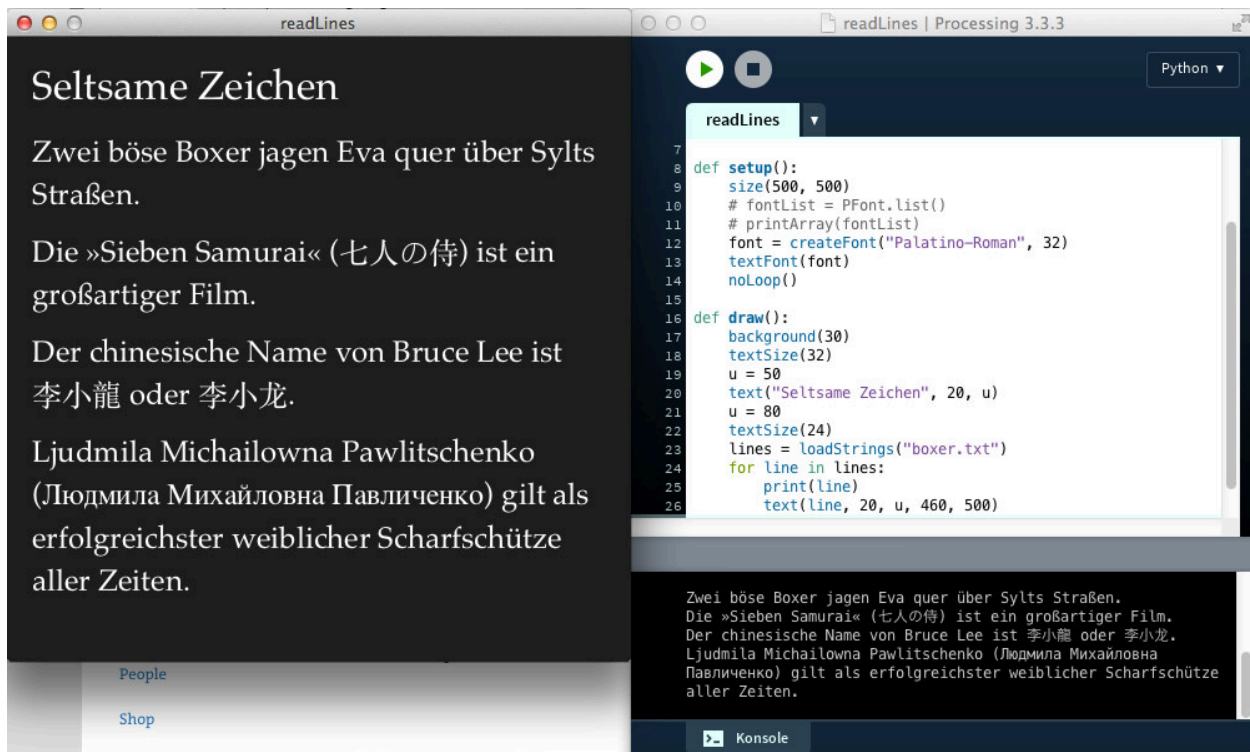 readLines
Seltsame Zeichen
Zwei böse Boxer jagen Eva quer über Sylts
Straßen.
Die »Sieben Samurai« (七人の侍) ist ein
großartiger Film.
Der chinesische Name von Bruce Lee ist
李小龍 oder 李小龙.
Ljudmila Michailowna Pawlitschenko
(Людмила Михайловна Павличенко) gilt als
erfolgreichster weiblicher Scharfschütze
aller Zeiten.
People
Shop
readLines | Processing 3.3.3
Python ▾
readLines ▾
7
8 def setup():
9     size(500, 500)
10     # fontList = PFont.list()
11     # printArray(fontList)
12     font = createFont("Palatino-Roman", 32)
13     textFont(font)
14     noLoop()
15
16 def draw():
17     background(30)
18     textSize(32)
19     u = 50
20     text("Seltsame Zeichen", 20, u)
21     u = 80
22     textSize(24)
23     lines = loadStrings("boxer.txt")
24     for line in lines:
25         print(line)
26         text(line, 20, u, 460, 500)
Zwei böse Boxer jagen Eva quer über Sylts Straßen.
Die »Sieben Samurai« (七人の侍) ist ein großartiger Film.
Der chinesische Name von Bruce Lee ist 李小龍 oder 李小龙.
Ljudmila Michailowna Pawlitschenko (Людмила Михайловна
Павличенко) gilt als erfolgreichster weiblicher Scharfschütze
aller Zeiten.
Konsole